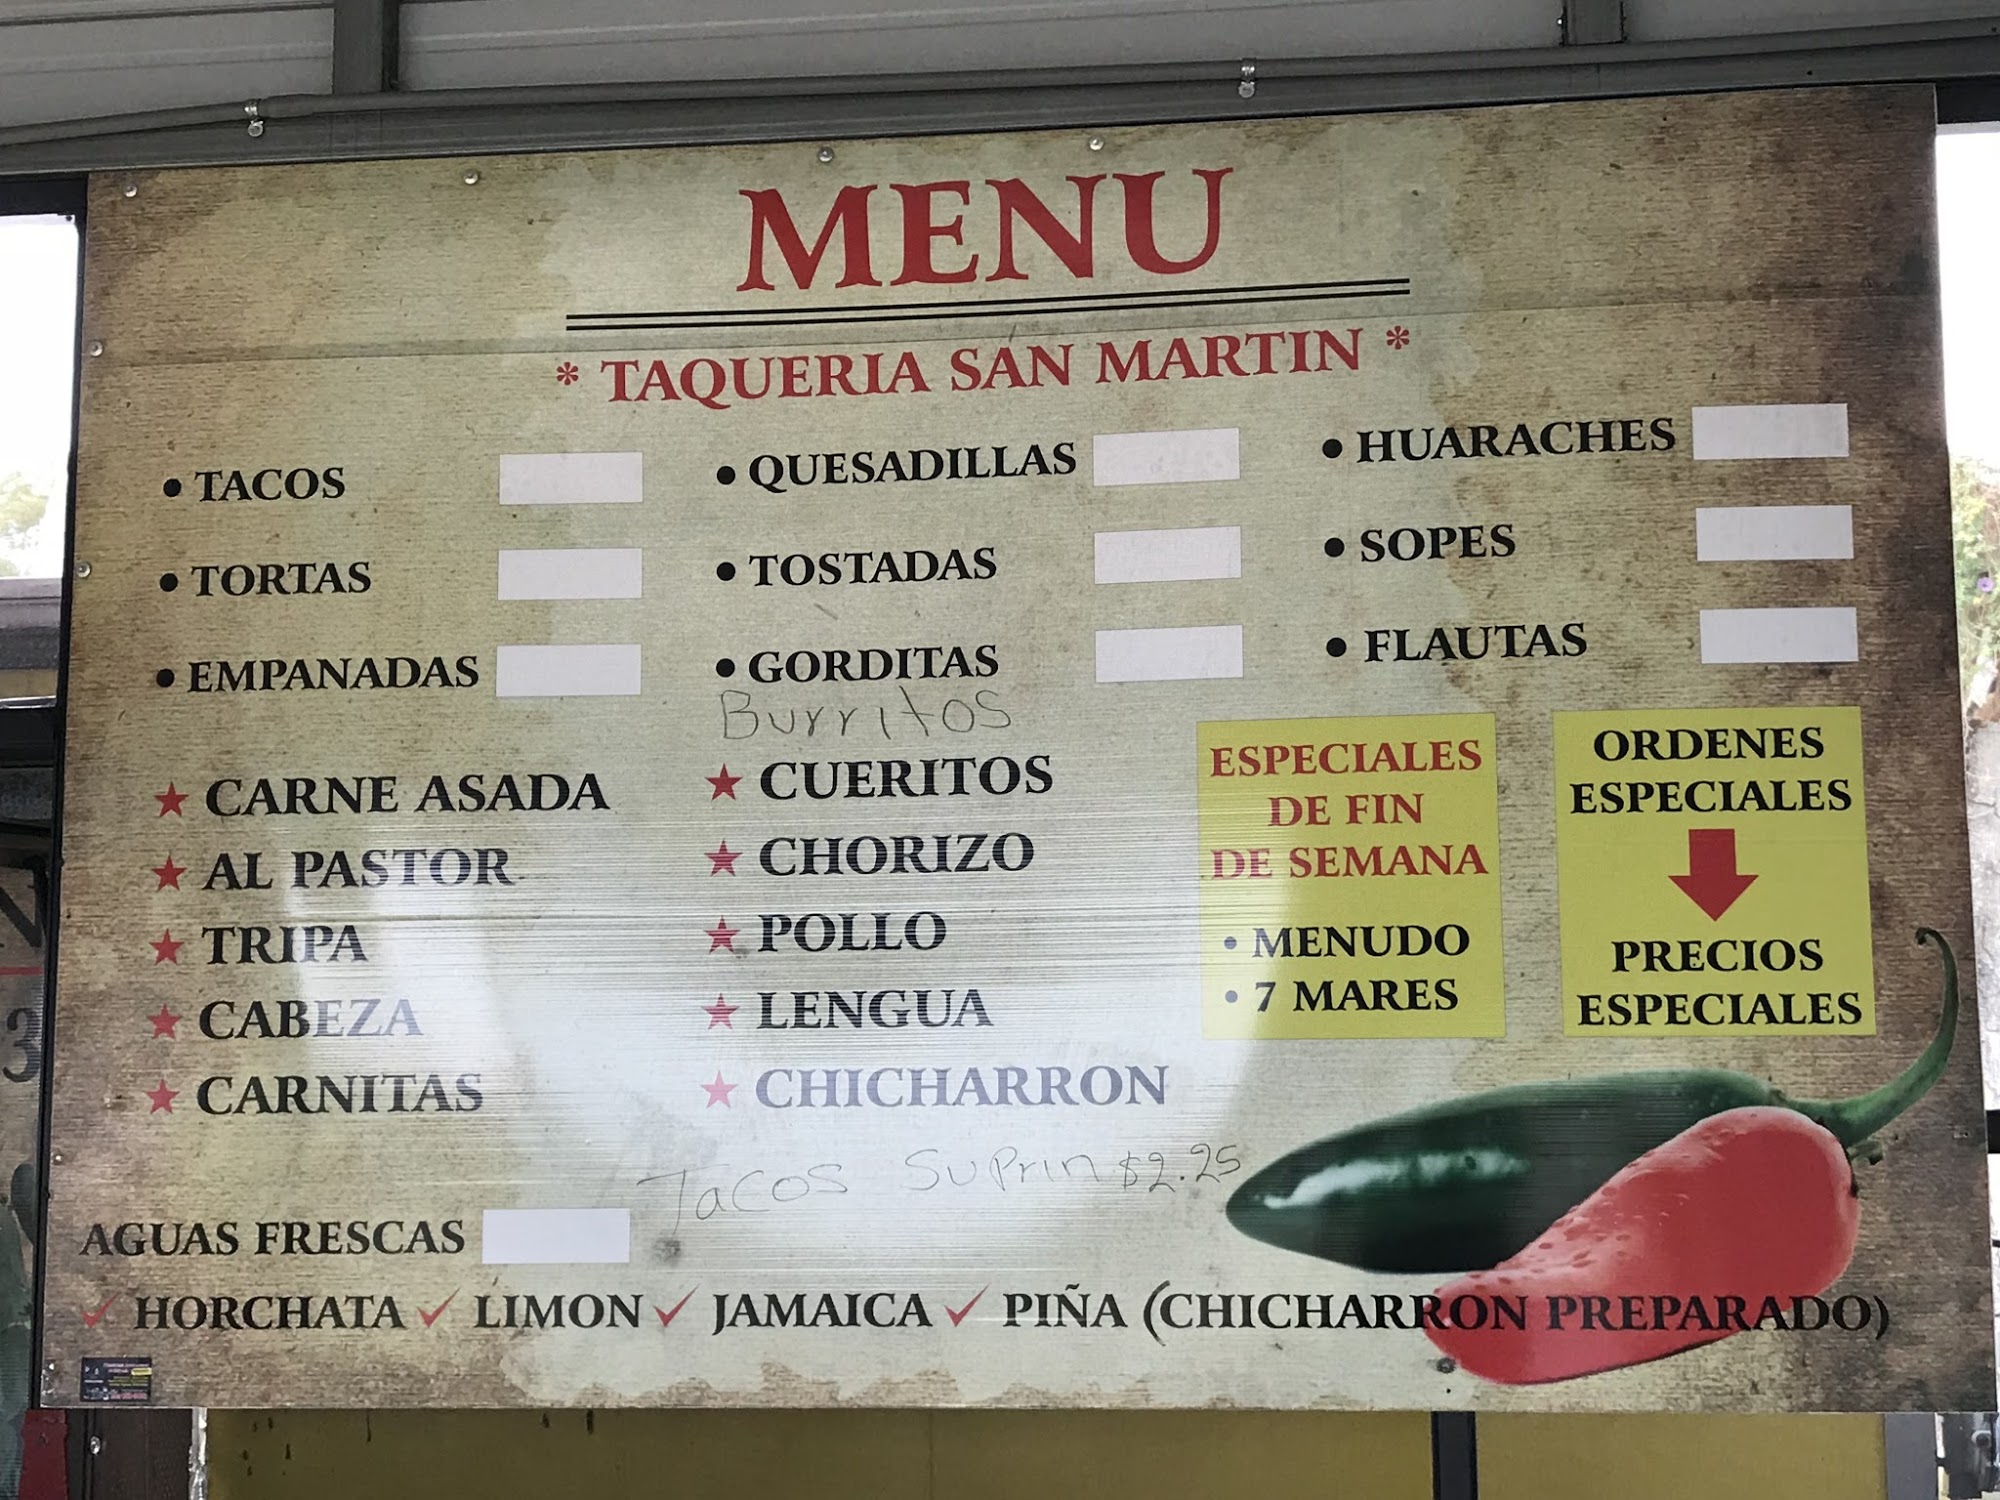 MENU
* TAQUERIA SAN MARTIN *
• TACOS
• TORTAS
• EMPANADAS
• QUESADILLAS
• TOSTADAS
• GORDITAS
Burritos
• HUARACHES
• SOPES
• FLAUTAS
★ CARNE ASADA
★ AL PASTOR
★ TRIPA
★ CABEZA
★ CARNITAS
★ CUERITOS
★ CHORIZO
★ POLLO
★ LENGUA
★ CHICHARRON
ESPECIALES
DE FIN
DE SEMANA
• MENUDO
• 7 MARES
ORDENES
ESPECIALES
PRECIOS
ESPECIALES
Tacos Suprin $2.25
AGUAS FRESCAS
✓ HORCHATA ✓ LIMON ✓ JAMAICA ✓ PIÑA (CHICHARRON PREPARADO)
3